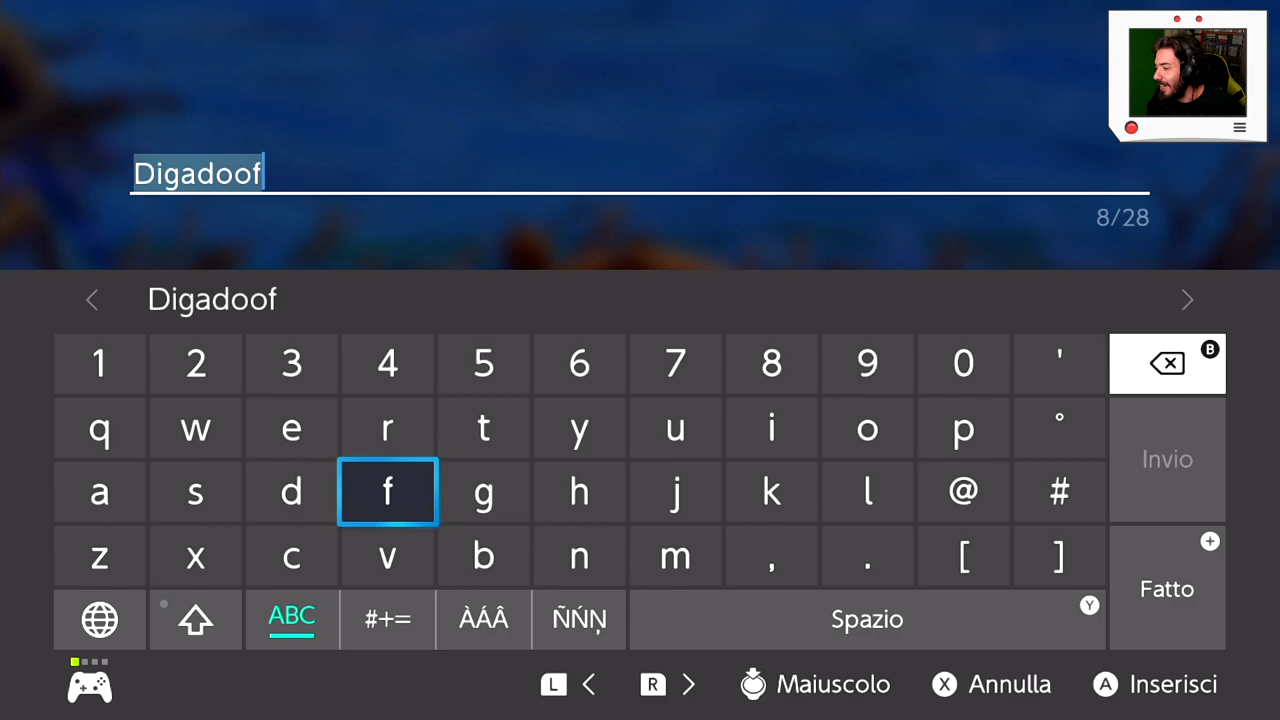 Digadoof
8/28
Digadoof
1 2 3 4 5 6 7 8 9 0 ' B
q w e r t y u i o p °
Invio
a s d f g h j k l @ #
z x c v b n m , . [ ] +
Fatto
ABC #+= ÀÁÂ ÑŃŅ Spazio Y
L < R > Maiuscolo X Annulla A Inserisci